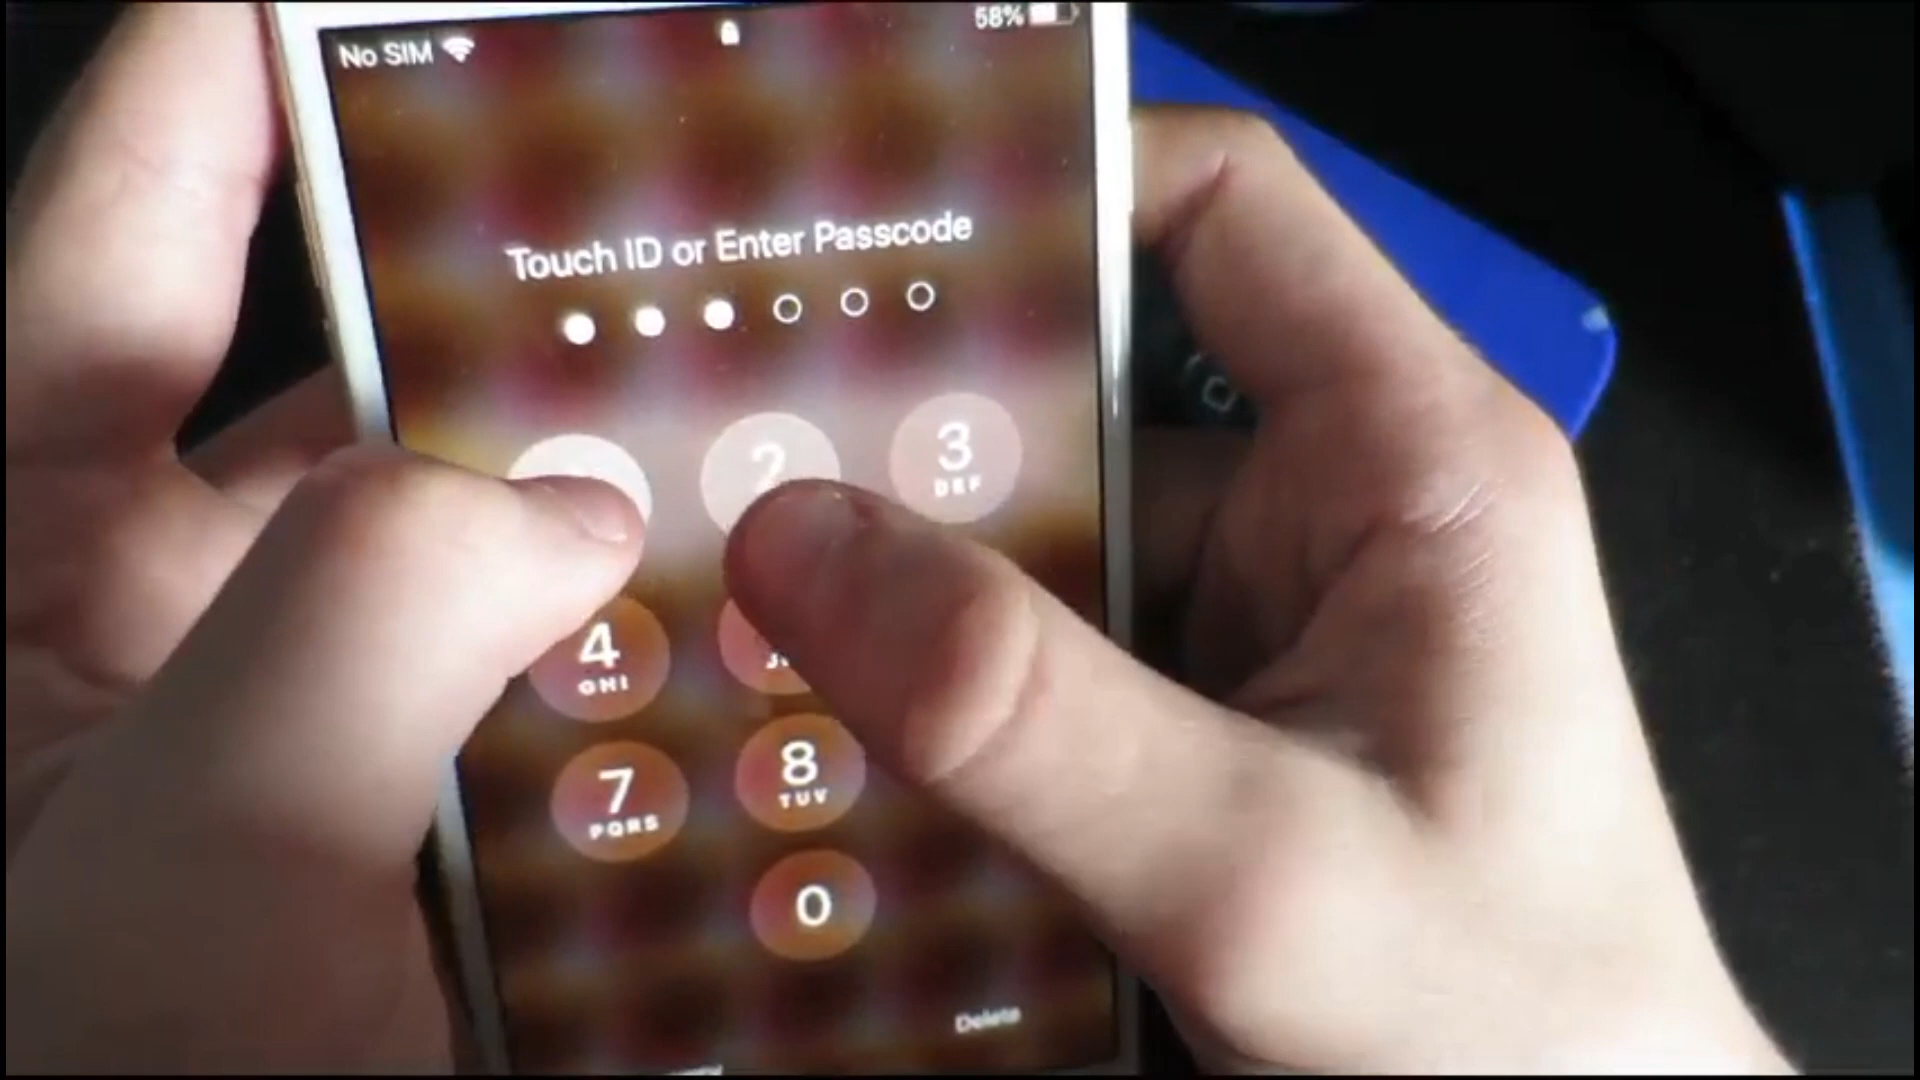 No SIM 58%
Touch ID or Enter Passcode
2
3
DEF
4
GHI
7
PQRS
8
TUV
0
Delete